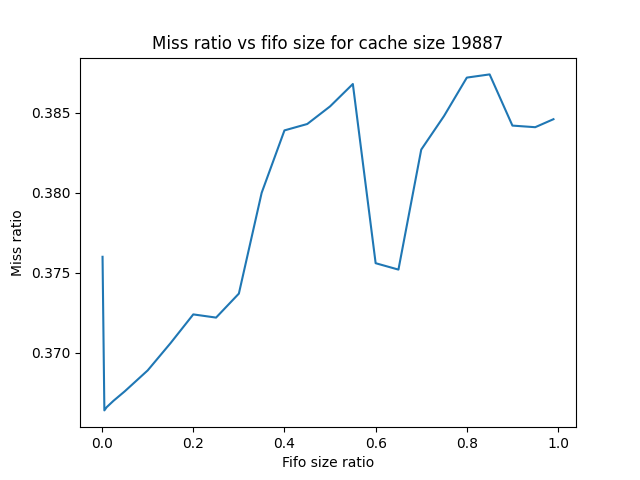 Miss ratio vs fifo size for cache size 19887
0.385
0.380
0.375
0.370
Miss ratio
0.0 0.2 0.4 0.6 0.8 1.0
Fifo size ratio